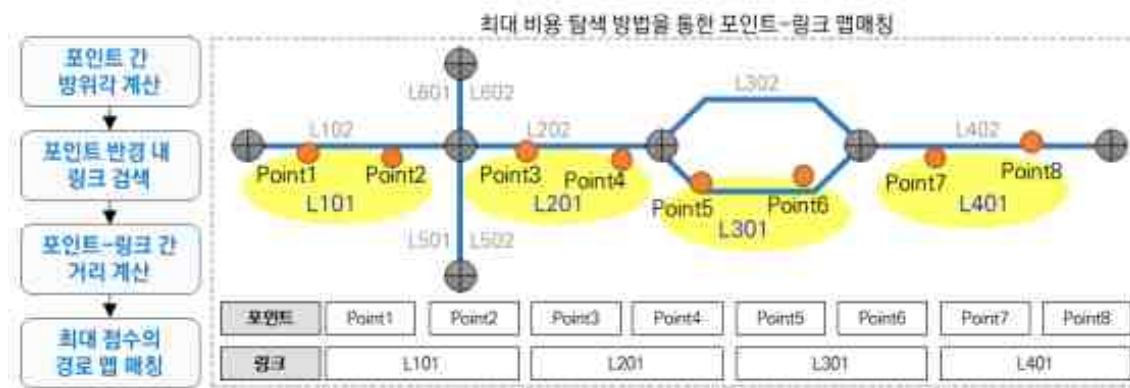 최대 비용 탐색 방법을 통한 포인트-링크 맵매칭
포인트 간
방위각 계산
포인트 반경 내
링크 검색
포인트-링크 간
거리 계산
최대 점수의
경로 맵 매칭
L601 L602
L302
L102 L202 L402
Point1 Point2 Point3 Point4 Point5 Point6 Point7 Point8
L101 L201 L301 L401
L501 L502
포인트 Point1 Point2 Point3 Point4 Point5 Point6 Point7 Point8
링크 L101 L201 L301 L401